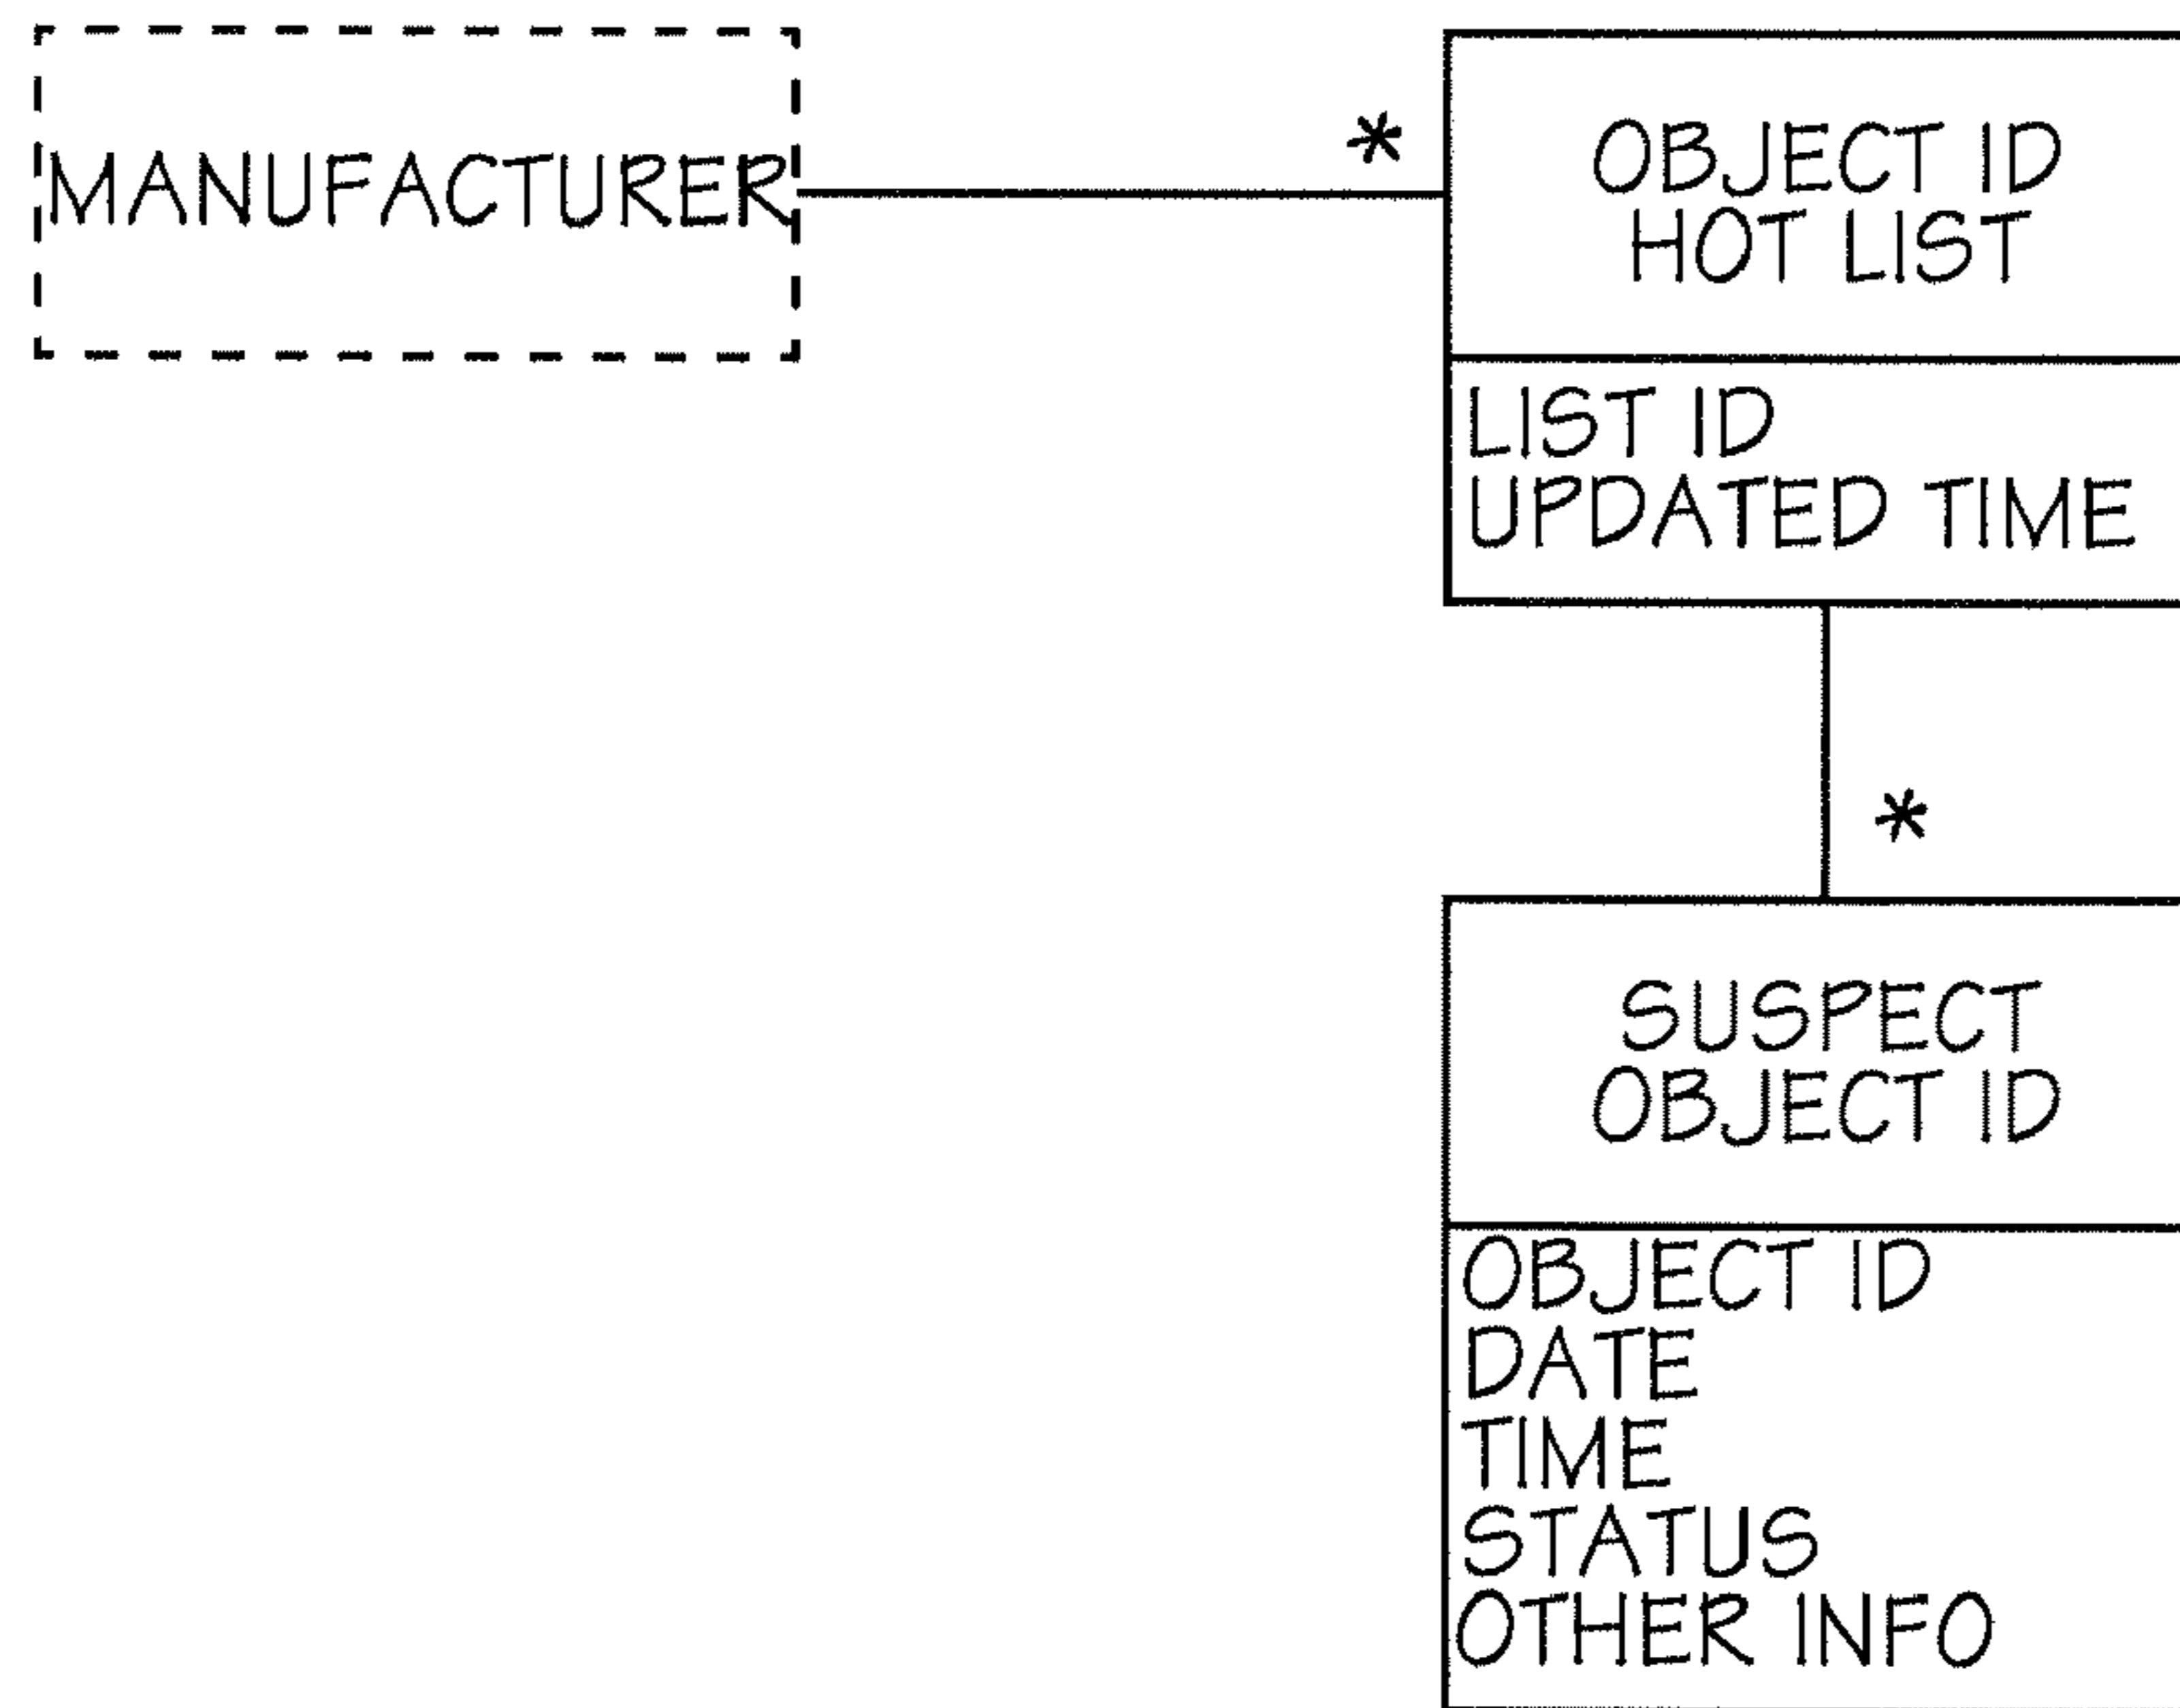 MANUFACTURER
*
OBJECT ID
HOT LIST
LIST ID
UPDATED TIME
*
SUSPECT
OBJECT ID
OBJECT ID
DATE
TIME
STATUS
OTHER INFO